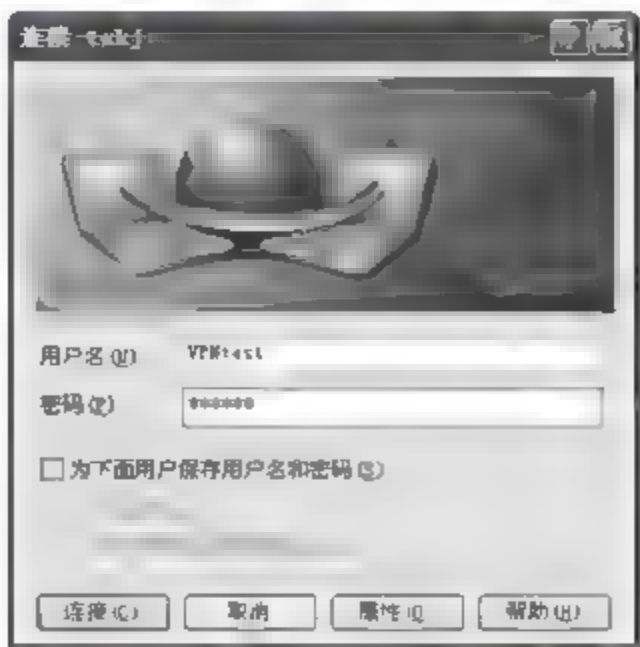 连接
用户名(U) VPNtest
密码(P) ******
为下面用户保存用户名和密码(S)
连接(C) 取消 属性(O) 帮助(H)